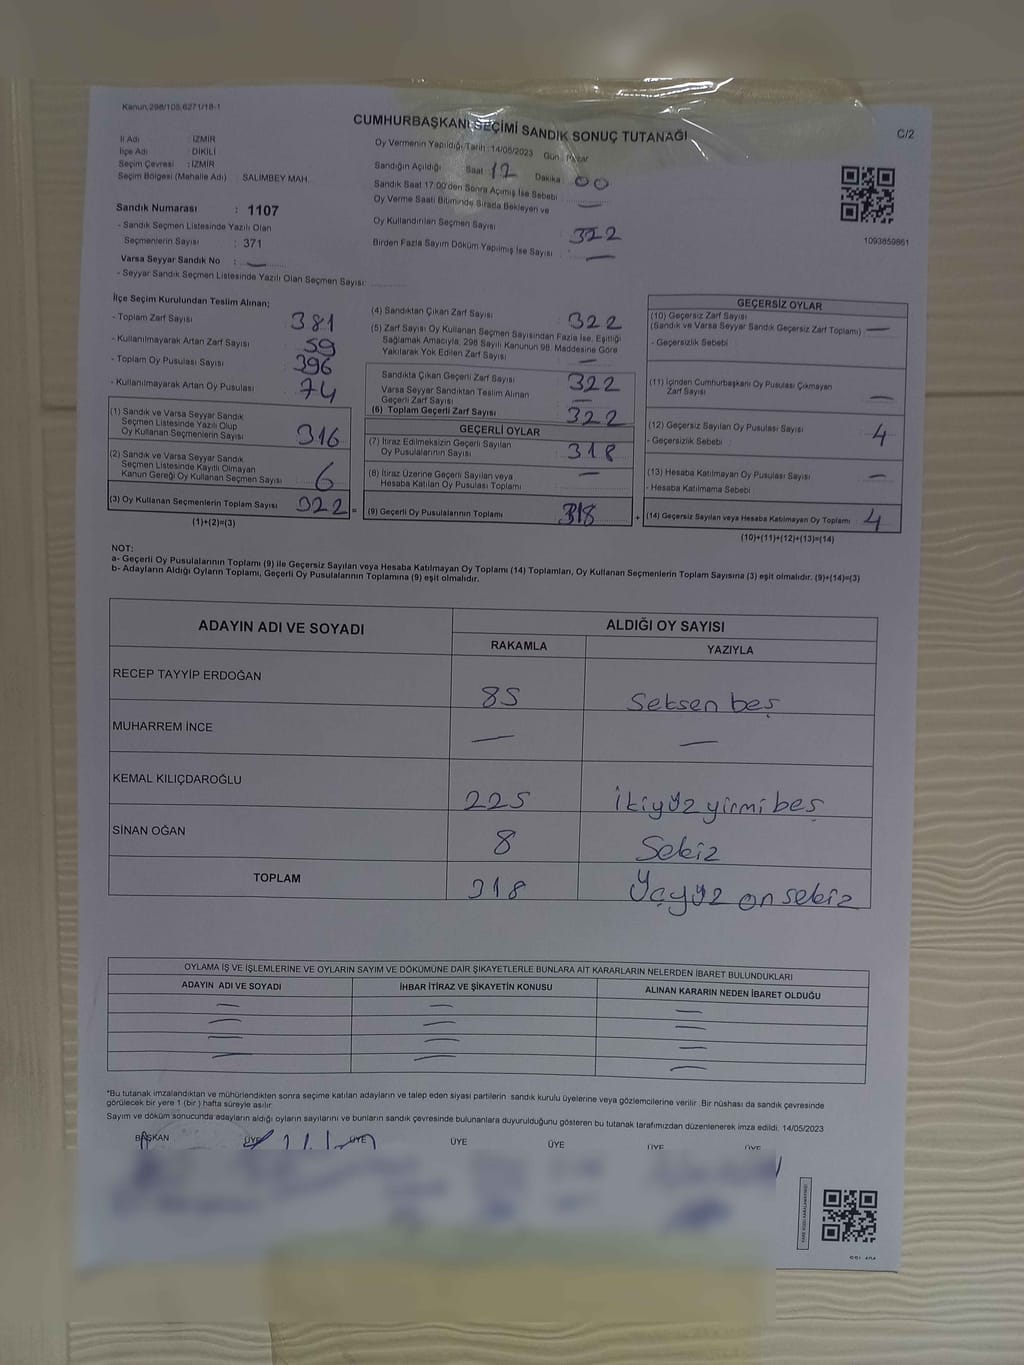 Kanun.298/105,6271/18-1
CUMHURBAŞKANI SEÇİMİ SANDIK SONUÇ TUTANAĞI
C/2
İl Adı : İZMİR
İlçe Adı : DİKİLİ
Seçim Çevresi : İZMİR
Seçim Bölgesi (Mahalle Adı) : SALİMBEY MAH.
Sandık Numarası : 1107
- Sandık Seçmen Listesinde Yazılı Olan
Seçmenlerin Sayısı : 371
Varsa Seyyar Sandık No : —
- Seyyar Sandık Seçmen Listesinde Yazılı Olan Seçmen Sayısı:
Oy Vermenin Yapıldığı Tarih :14/05/2023 Gün : Pazar
Sandığın Açıldığı Saat 17 Dakika : 00
Sandık Saat 17:00'den Sonra Açımış İse Sebebi :
Oy Verme Saati Bitiminde Sırada Bekleyen ve
Oy Kullandırılan Seçmen Sayısı : —
322
Birden Fazla Sayım Döküm Yapılmış İse Sayısı : —
1093859861
İlçe Seçim Kurulundan Teslim Alınan;
- Toplam Zarf Sayısı : 381
- Kullanılmayarak Artan Zarf Sayısı : 59
- Toplam Oy Pusulası Sayısı : 396
- Kullanılmayarak Artan Oy Pusulası : 74
(1) Sandık ve Varsa Seyyar Sandık
Seçmen Listesinde Yazılı Olup
Oy Kullanan Seçmenlerin Sayısı : 316
(2) Sandık ve Varsa Seyyar Sandık
Seçmen Listesinde Kayıtlı Olmayan
Kanun Gereği Oy Kullanan Seçmen Sayısı : 6
(3) Oy Kullanan Seçmenlerin Toplam Sayısı : 322 =
(1)+(2)=(3)
(4) Sandıktan Çıkan Zarf Sayısı : 322
(5) Zarf Sayısı Oy Kullanan Seçmen Sayısından Fazla İse, Eşitliği
Sağlamak Amacıyla, 298 Sayılı Kanunun 98. Maddesine Göre
Yakılarak Yok Edilen Zarf Sayısı : —
Sandıkta Çıkan Geçerli Zarf Sayısı : 322
Varsa Seyyar Sandıktan Teslim Alınan
Geçerli Zarf Sayısı : —
(6) Toplam Geçerli Zarf Sayısı : 322
GEÇERLİ OYLAR
(7) İtiraz Edilmeksizin Geçerli Sayılan
Oy Pusulalarının Sayısı : 318
(8) İtiraz Üzerine Geçerli Sayılan veya
Hesaba Katılan Oy Pusulası Toplamı : —
(9) Geçerli Oy Pusulalarının Toplamı : 318 +
GEÇERSİZ OYLAR
(10) Geçersiz Zarf Sayısı
(Sandık ve Varsa Seyyar Sandık Geçersiz Zarf Toplamı) : —
- Geçersizlik Sebebi :
(11) İçinden Cumhurbaşkanı Oy Pusulası Çıkmayan
Zarf Sayısı : —
(12) Geçersiz Sayılan Oy Pusulası Sayısı : 4
- Geçersizlik Sebebi :
(13) Hesaba Katılmayan Oy Pusulası Sayısı : —
- Hesaba Katılmama Sebebi :
(14) Geçersiz Sayılan veya Hesaba Katılmayan Oy Toplamı : 4
(10)+(11)+(12)+(13)=(14)
NOT:
a- Geçerli Oy Pusulalarının Toplamı (9) ile Geçersiz Sayılan veya Hesaba Katılmayan Oy Toplamı (14) Toplamları, Oy Kullanan Seçmenlerin Toplam Sayısına (3) eşit olmalıdır. (9)+(14)=(3)
b- Adayların Aldığı Oyların Toplamı, Geçerli Oy Pusulalarının Toplamına (9) eşit olmalıdır.
ADAYIN ADI VE SOYADI
ALDIĞI OY SAYISI
RAKAMLA YAZIYLA
RECEP TAYYİP ERDOĞAN 85 Seksen beş
MUHARREM İNCE — —
KEMAL KILIÇDAROĞLU 225 İkiyüz yirmi beş
SİNAN OĞAN 8 Sekiz
TOPLAM 318 Üçyüz on sekiz
OYLAMA İŞ VE İŞLEMLERİNE VE OYLARIN SAYIM VE DÖKÜMÜNE DAİR ŞİKAYETLERLE BUNLARA AİT KARARLARIN NELERDEN İBARET BULUNDUKLARI
ADAYIN ADI VE SOYADI İHBAR İTİRAZ VE ŞİKAYETİN KONUSU ALINAN KARARIN NEDEN İBARET OLDUĞU
— — —
— — —
— — —
— — —
*Bu tutanak imzalandıktan ve mühürlendikten sonra seçime katılan adayların ve talep eden siyasi partilerin sandık kurulu üyelerine veya gözlemcilerine verilir. Bir nüshası da sandık çevresinde
görülecek bir yere 1 (bir ) hafta süreyle asılır.
Sayım ve döküm sonucunda adayların aldığı oyların sayılarını ve bunların sandık çevresinde bulunanlara duyurulduğunu gösteren bu tutanak tarafımızdan düzenlenerek imza edildi. 14/05/2023
BAŞKAN ÜYE ÜYE ÜYE ÜYE ÜYE ÜYE